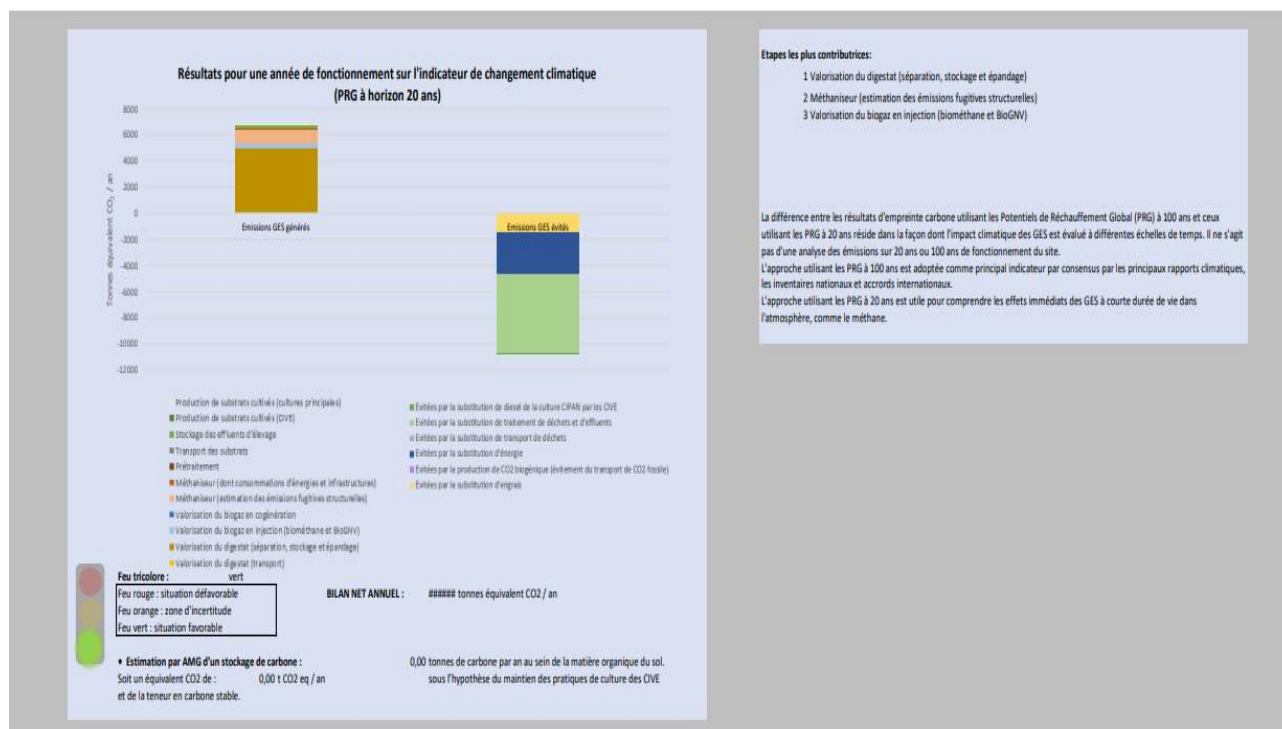 Résultats pour une année de fonctionnement sur l'indicateur de changement climatique
(PRG à horizon 20 ans)
Tonnes équivalent CO₂ / an
8000
6000
4000
2000
0
-2000
-4000
-6000
-8000
-10000
-12000
Emissions GES générés
Emissions GES évités
Production de substrats cultivés (cultures principales)
Production de substrats cultivés (CIVE)
Stockage des effluents d'élevage
Transport des substrats
Prétraitement
Méthaniseur (dont consommations d'énergies et infrastructures)
Méthaniseur (estimation des émissions fugitives structurelles)
Valorisation du biogaz en cogénération
Valorisation du biogaz en injection (biométhane et BioGNV)
Valorisation du digestat (séparation, stockage et épandage)
Valorisation du digestat (transport)
Evitées par la substitution de diesel de la culture CIPAN par les CIVE
Evitées par la substitution de traitement de déchets et d'effluents
Evitées par la substitution de transport de déchets
Evitées par la substitution d'énergie
Evitées par la production de CO2 biogénique (évitement du transport de CO2 fossile)
Evitées par la substitution d'engrais
Feu tricolore : vert
Feu rouge : situation défavorable
Feu orange : zone d'incertitude
Feu vert : situation favorable
BILAN NET ANNUEL : ###### tonnes équivalent CO2 / an
• Estimation par AMG d'un stockage de carbone : 0,00 tonnes de carbone par an au sein de la matière organique du sol.
Soit un équivalent CO2 de : 0,00 t CO2 eq / an sous l'hypothèse du maintien des pratiques de culture des CIVE
et de la teneur en carbone stable.
Etapes les plus contributrices:
1 Valorisation du digestat (séparation, stockage et épandage)
2 Méthaniseur (estimation des émissions fugitives structurelles)
3 Valorisation du biogaz en injection (biométhane et BioGNV)
La différence entre les résultats d'empreinte carbone utilisant les Potentiels de Réchauffement Global (PRG) à 100 ans et ceux
utilisant les PRG à 20 ans réside dans la façon dont l'impact climatique des GES est évalué à différentes échelles de temps. Il ne s'agit
pas d'une analyse des émissions sur 20 ans ou 100 ans de fonctionnement du site.
L'approche utilisant les PRG à 100 ans est adoptée comme principal indicateur par consensus par les principaux rapports climatiques,
les inventaires nationaux et accords internationaux.
L'approche utilisant les PRG à 20 ans est utile pour comprendre les effets immédiats des GES à courte durée de vie dans
l'atmosphère, comme le méthane.